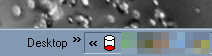 Desktop » «